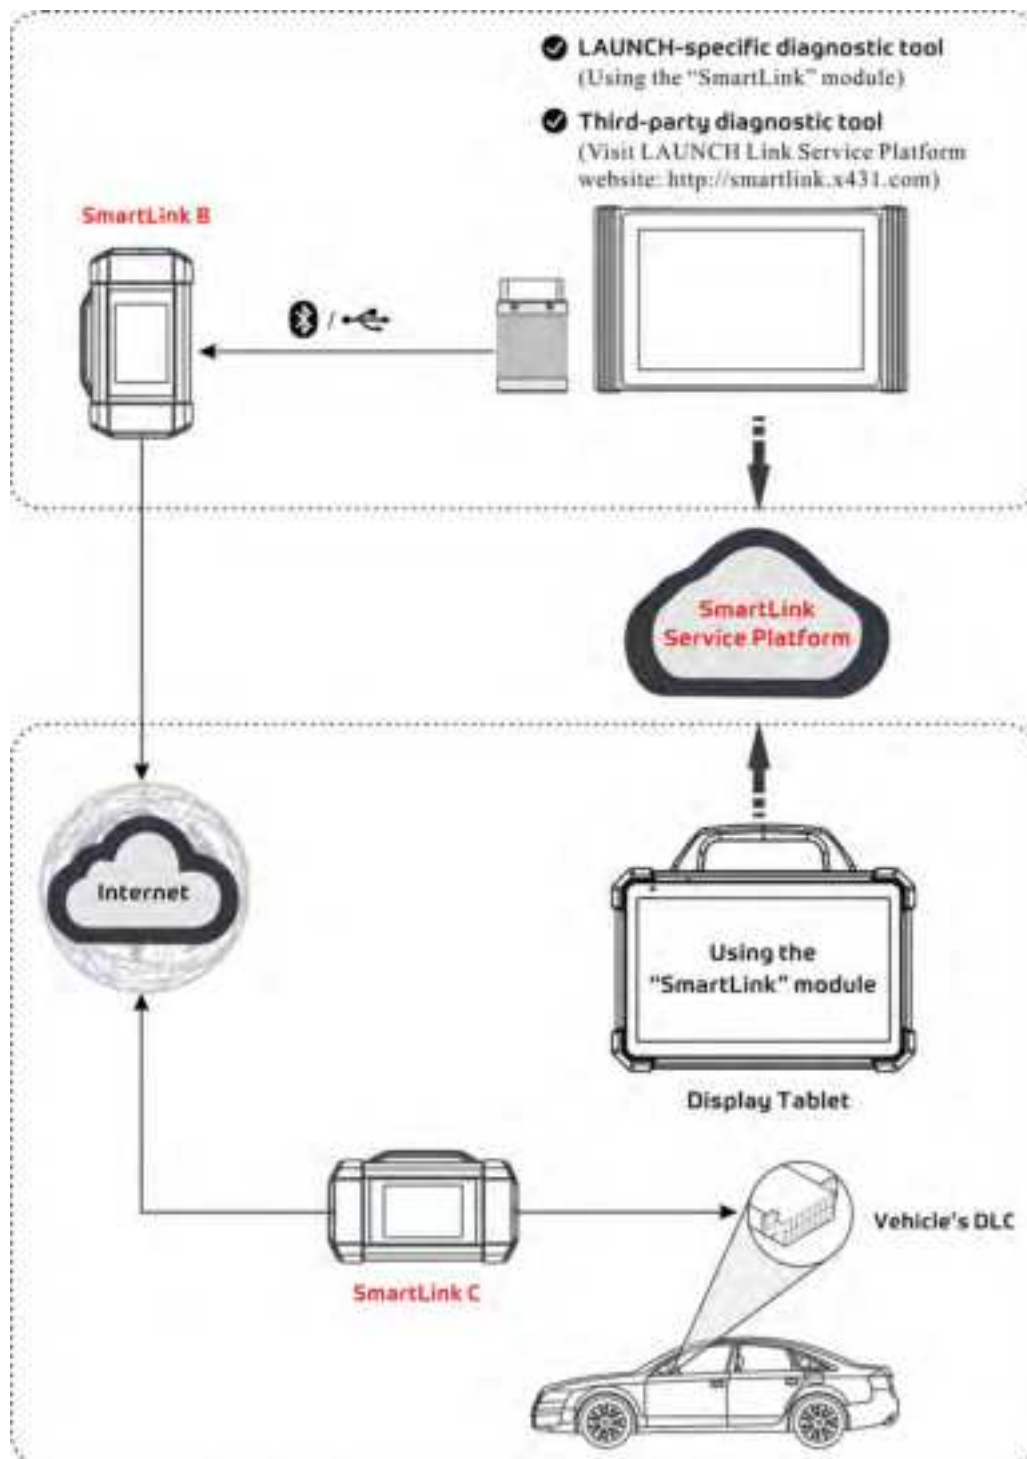 LAUNCH-specific diagnostic tool
(Using the “SmartLink” module)
Third-party diagnostic tool
(Visit LAUNCH Link Service Platform
website: http://smartlink.x431.com)
SmartLink B
/
SmartLink
Service Platform
Internet
Using the
“SmartLink” module
Display Tablet
Vehicle's DLC
SmartLink C